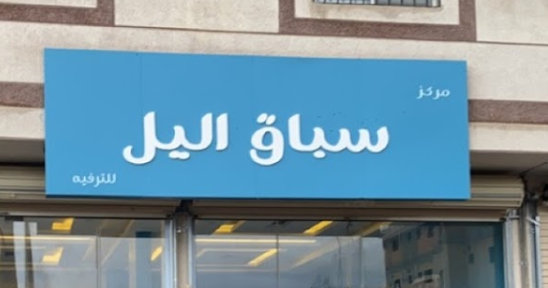 مركز
سباق اليل
للترفيه